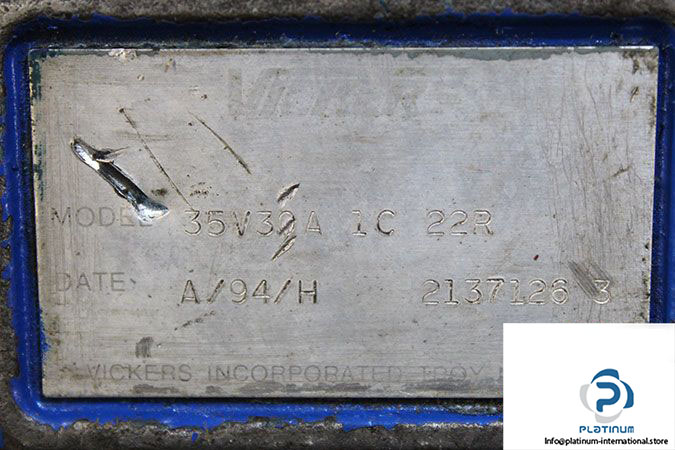 VICKERS
MODEL 35V30A 1C 22R
DATE A/94/H 2137126 3
VICKERS INCORPORATED TROY
PLATINUM
Info@platinum-international.store